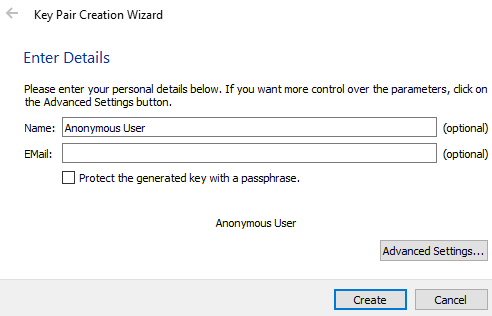 Key Pair Creation Wizard
Enter Details
Please enter your personal details below. If you want more control over the parameters, click on
the Advanced Settings button.
Name: Anonymous User (optional)
EMail: (optional)
Protect the generated key with a passphrase.
Anonymous User
Advanced Settings...
Create Cancel